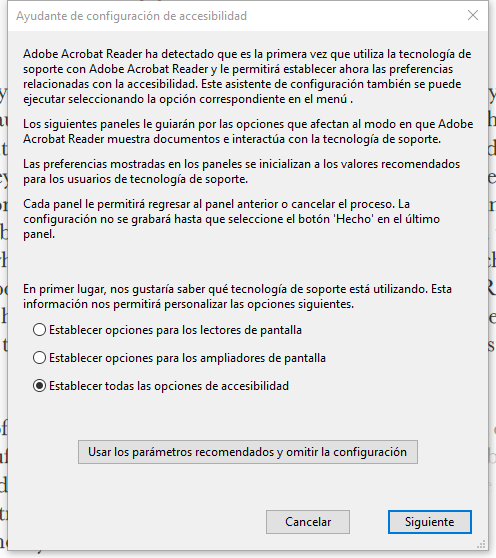 Ayudante de configuración de accesibilidad
Adobe Acrobat Reader ha detectado que es la primera vez que utiliza la tecnología de
soporte con Adobe Acrobat Reader y le permitirá establecer ahora las preferencias
relacionadas con la accesibilidad. Este asistente de configuración también se puede
ejecutar seleccionando la opción correspondiente en el menú .
Los siguientes paneles le guiarán por las opciones que afectan al modo en que Adobe
Acrobat Reader muestra documentos e interactúa con la tecnología de soporte.
Las preferencias mostradas en los paneles se inicializan a los valores recomendados
para los usuarios de tecnología de soporte.
Cada panel le permitirá regresar al panel anterior o cancelar el proceso. La
configuración no se grabará hasta que seleccione el botón 'Hecho' en el último
panel.
En primer lugar, nos gustaría saber qué tecnología de soporte está utilizando. Esta
información nos permitirá personalizar las opciones siguientes.
Establecer opciones para los lectores de pantalla
Establecer opciones para los ampliadores de pantalla
Establecer todas las opciones de accesibilidad
Usar los parámetros recomendados y omitir la configuración
Cancelar
Siguiente